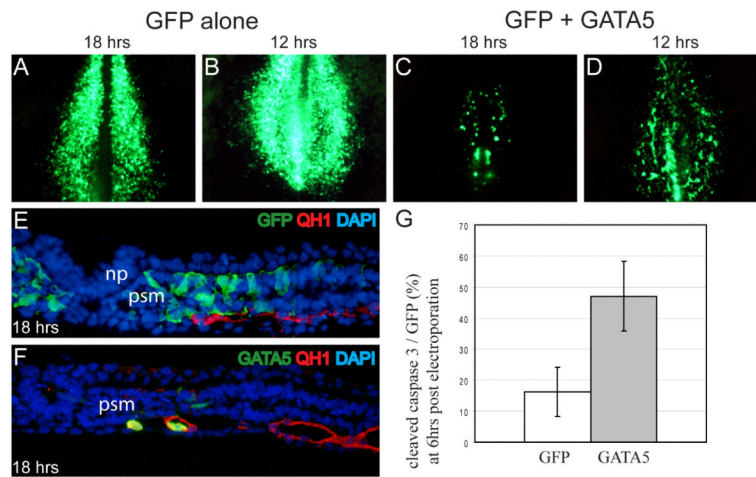 GFP alone
GFP + GATA5
18 hrs
12 hrs
18 hrs
12 hrs
A
B
C
D
E
GFP QH1 DAPI
np
psm
18 hrs
F
GATA5 QH1 DAPI
psm
18 hrs
G
cleaved caspase 3 / GFP (%)
at 6hrs post electroporation
70
60
50
40
30
20
10
0
GFP
GATA5